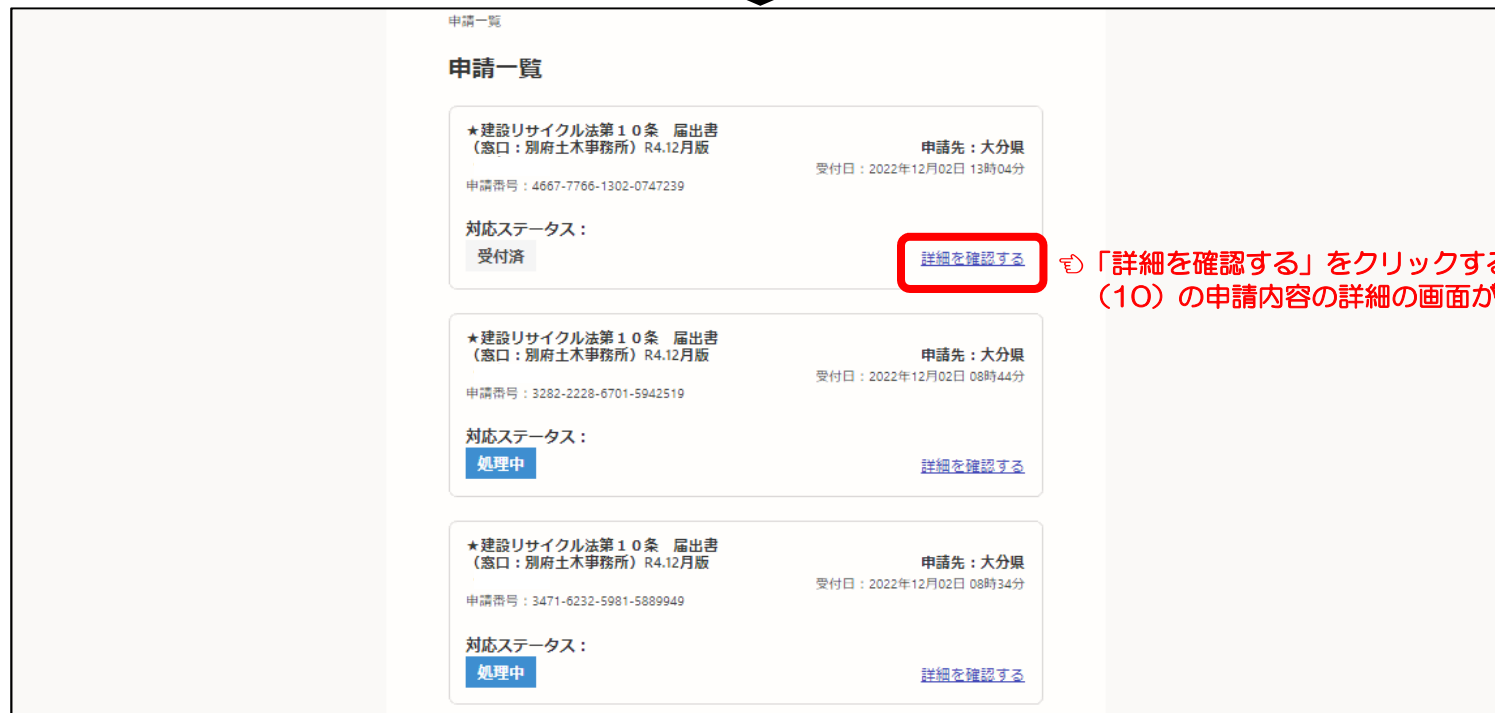 申請一覧
申請一覧
★建設リサイクル法第１０条　届出書
（窓口：別府土木事務所）R4.12月版
申請先：大分県
受付日：2022年12月02日 13時04分
申請番号：4667-7766-1302-0747239
対応ステータス：
受付済
詳細を確認する
☜「詳細を確認する」をクリックする
（10）の申請内容の詳細の画面が
★建設リサイクル法第１０条　届出書
（窓口：別府土木事務所）R4.12月版
申請先：大分県
受付日：2022年12月02日 08時44分
申請番号：3282-2228-6701-5942519
対応ステータス：
処理中
詳細を確認する
★建設リサイクル法第１０条　届出書
（窓口：別府土木事務所）R4.12月版
申請先：大分県
受付日：2022年12月02日 08時34分
申請番号：3471-6232-5981-5889949
対応ステータス：
処理中
詳細を確認する